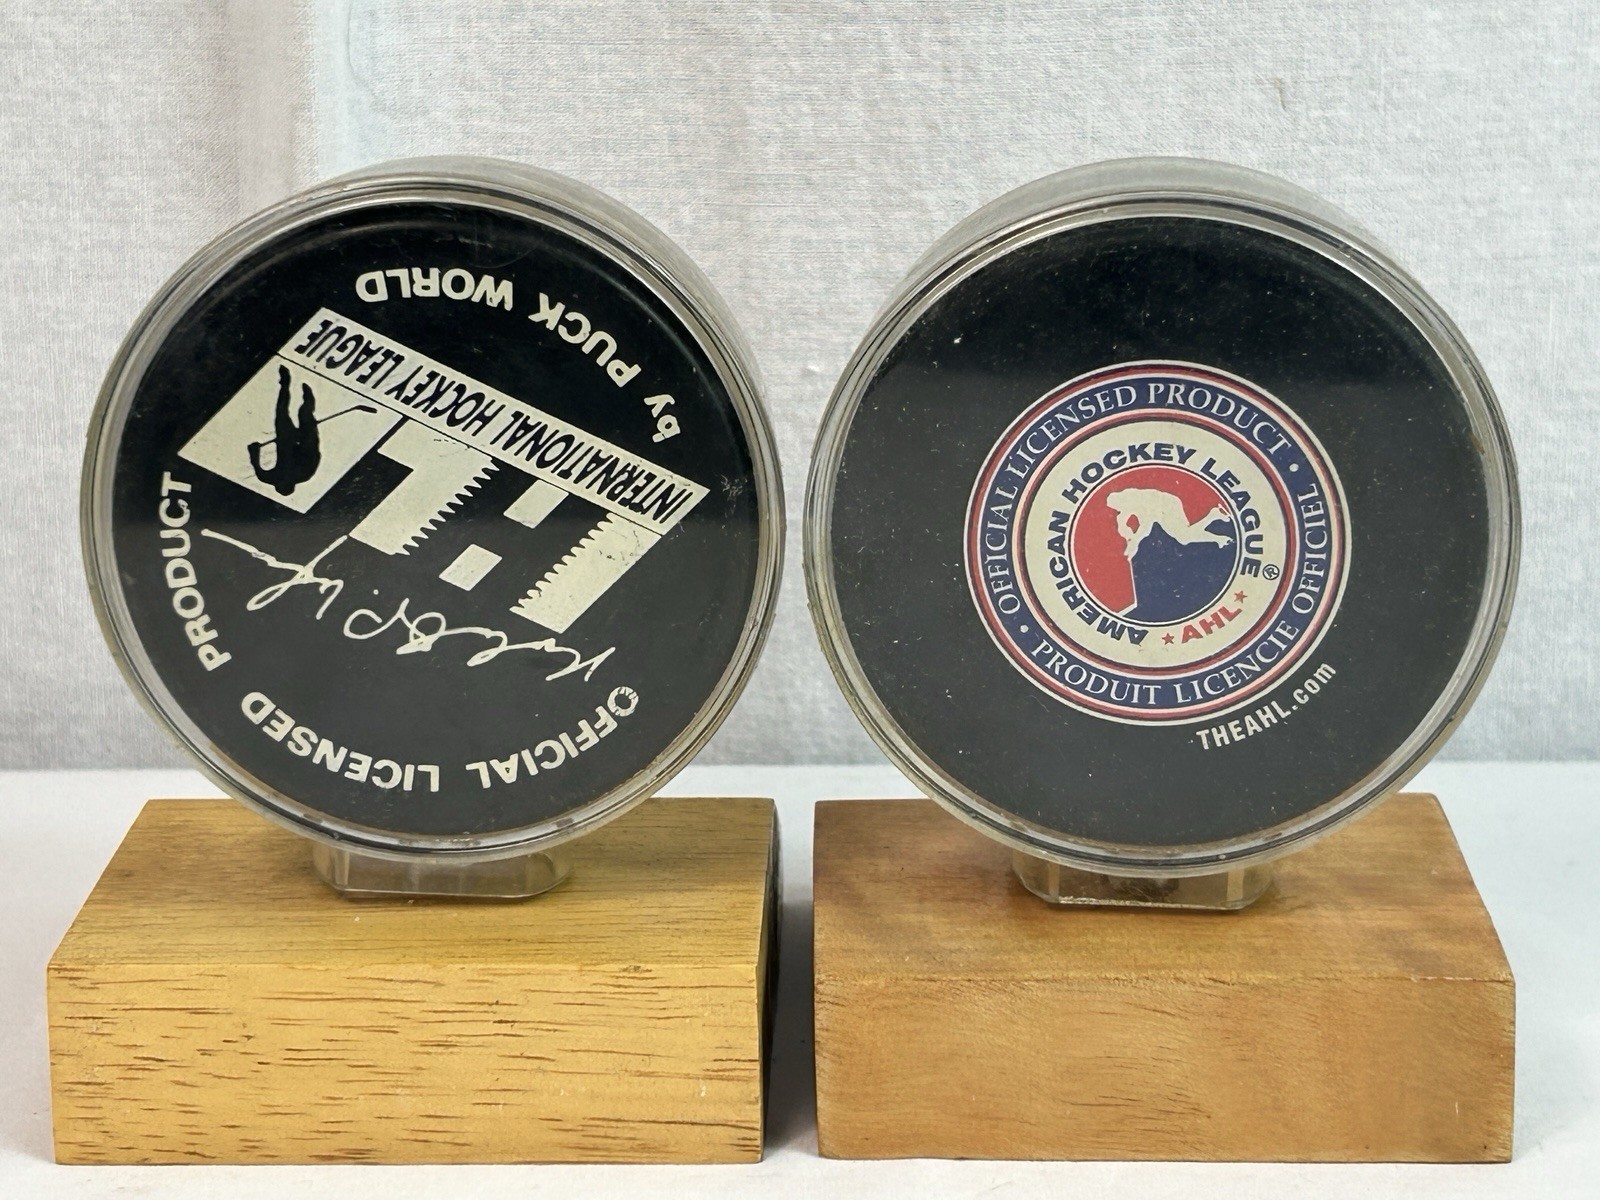 OFFICIAL LICENSED PRODUCT
by PUCK WORLD
INTERNATIONAL HOCKEY LEAGUE
IHL
OFFICIAL LICENSED PRODUCT • PRODUIT LICENCIE OFFICIEL •
AMERICAN HOCKEY LEAGUE
®
★ AHL ★
THEAHL.com